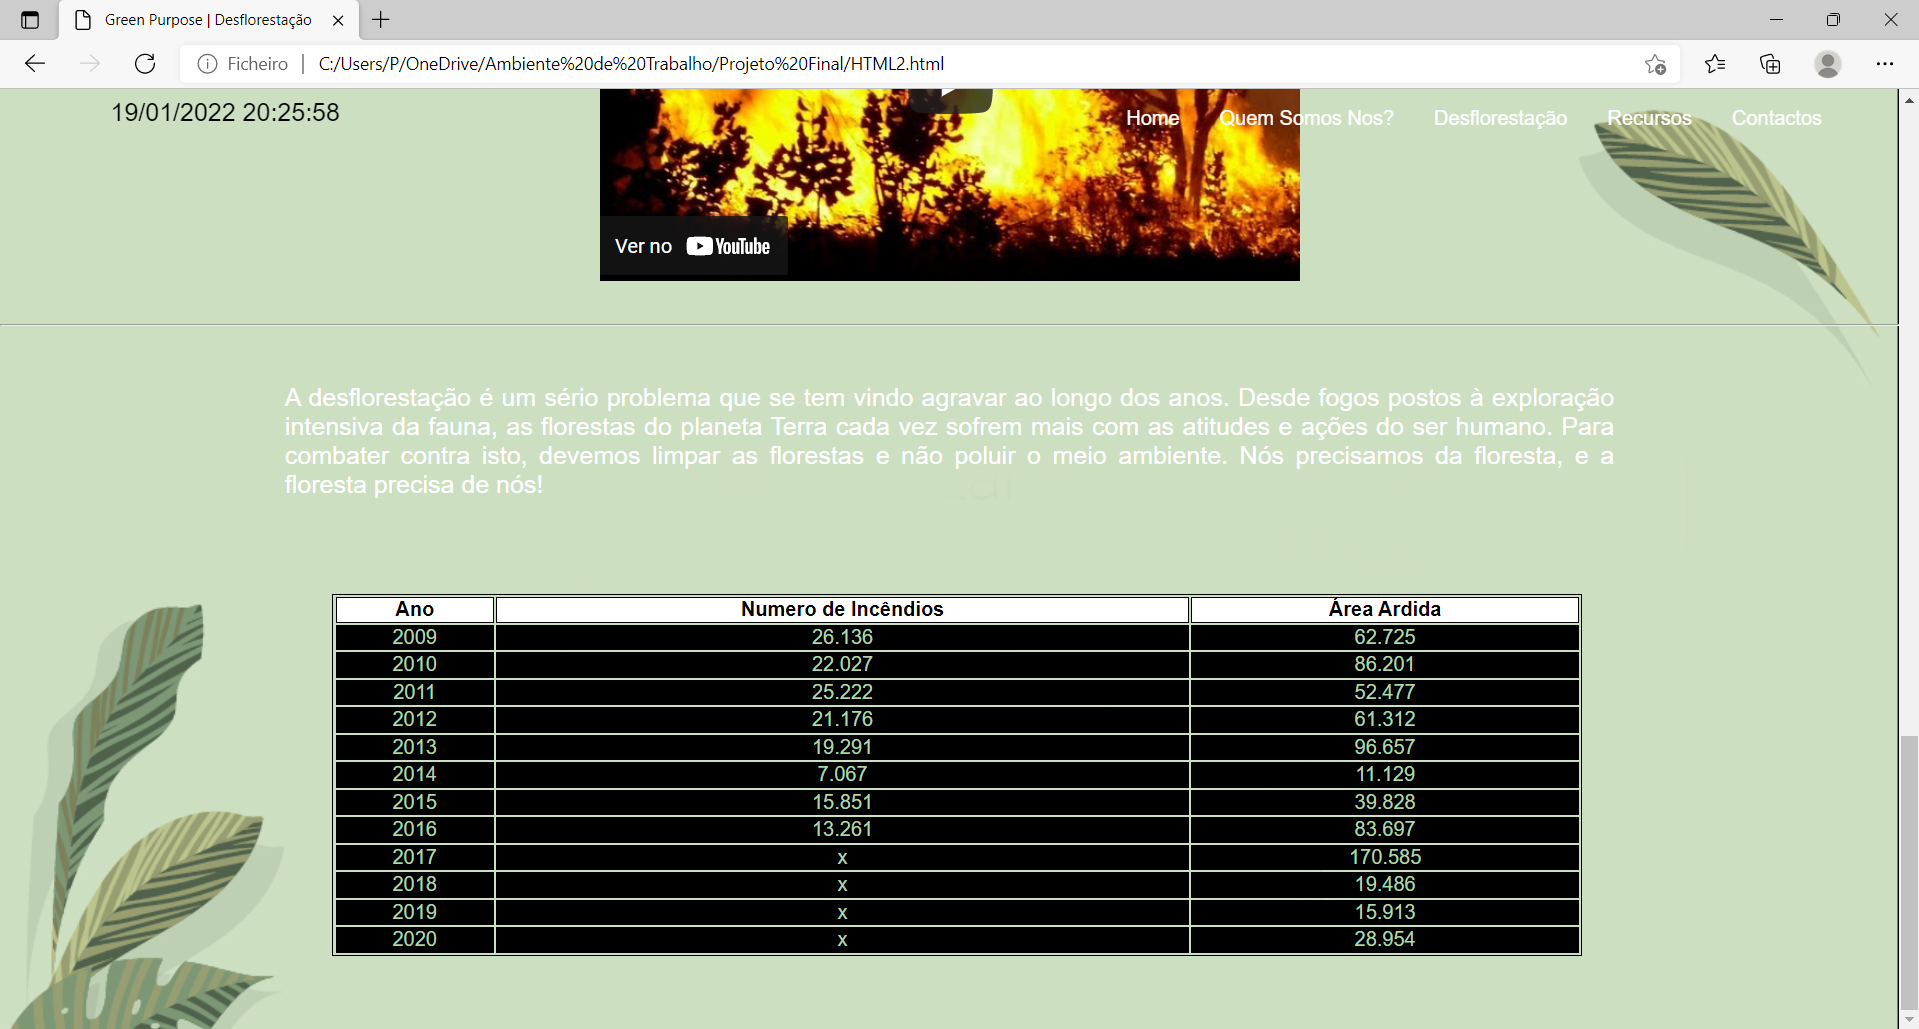 Green Purpose | Desflorestação
Ficheiro | C:/Users/P/OneDrive/Ambiente%20de%20Trabalho/Projeto%20Final/HTML2.html
19/01/2022 20:25:58
Home Quem Somos Nos? Desflorestação Recursos Contactos
Ver no YouTube
A desflorestação é um sério problema que se tem vindo agravar ao longo dos anos. Desde fogos postos à exploração
intensiva da fauna, as florestas do planeta Terra cada vez sofrem mais com as atitudes e ações do ser humano. Para
combater contra isto, devemos limpar as florestas e não poluir o meio ambiente. Nós precisamos da floresta, e a
floresta precisa de nós!
Ano Numero de Incêndios Área Ardida
2009 26.136 62.725
2010 22.027 86.201
2011 25.222 52.477
2012 21.176 61.312
2013 19.291 96.657
2014 7.067 11.129
2015 15.851 39.828
2016 13.261 83.697
2017 x 170.585
2018 x 19.486
2019 x 15.913
2020 x 28.954